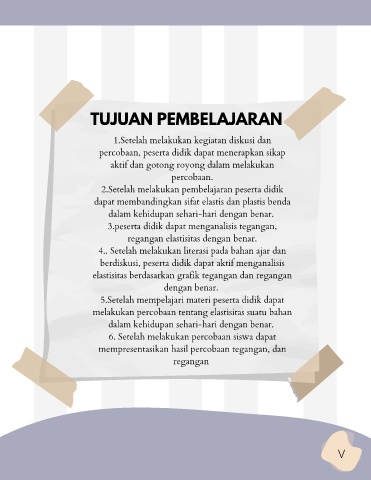 TUJUAN PEMBELAJARAN
1.Setelah melakukan kegiatan diskusi dan
percobaan, peserta didik dapat menerapkan sikap
aktif dan gotong royong dalam melakukan
percobaan.
2.Setelah melakukan pembelajaran peserta didik
dapat membandingkan sifat elastis dan plastis benda
dalam kehidupan sehari-hari dengan benar.
3.peserta didik dapat menganalisis tegangan,
regangan elastisitas dengan benar.
4.. Setelah melakukan literasi pada bahan ajar dan
berdiskusi, peserta didik dapat aktif menganalisis
elastisitas berdasarkan grafik tegangan dan regangan
dengan benar.
5.Setelah mempelajari materi peserta didik dapat
melakukan percobaan tentang elastisitas suatu bahan
dalam kehidupan sehari-hari dengan benar.
6. Setelah melakukan percobaan siswa dapat
mempresentasikan hasil percobaan tegangan, dan
regangan
V